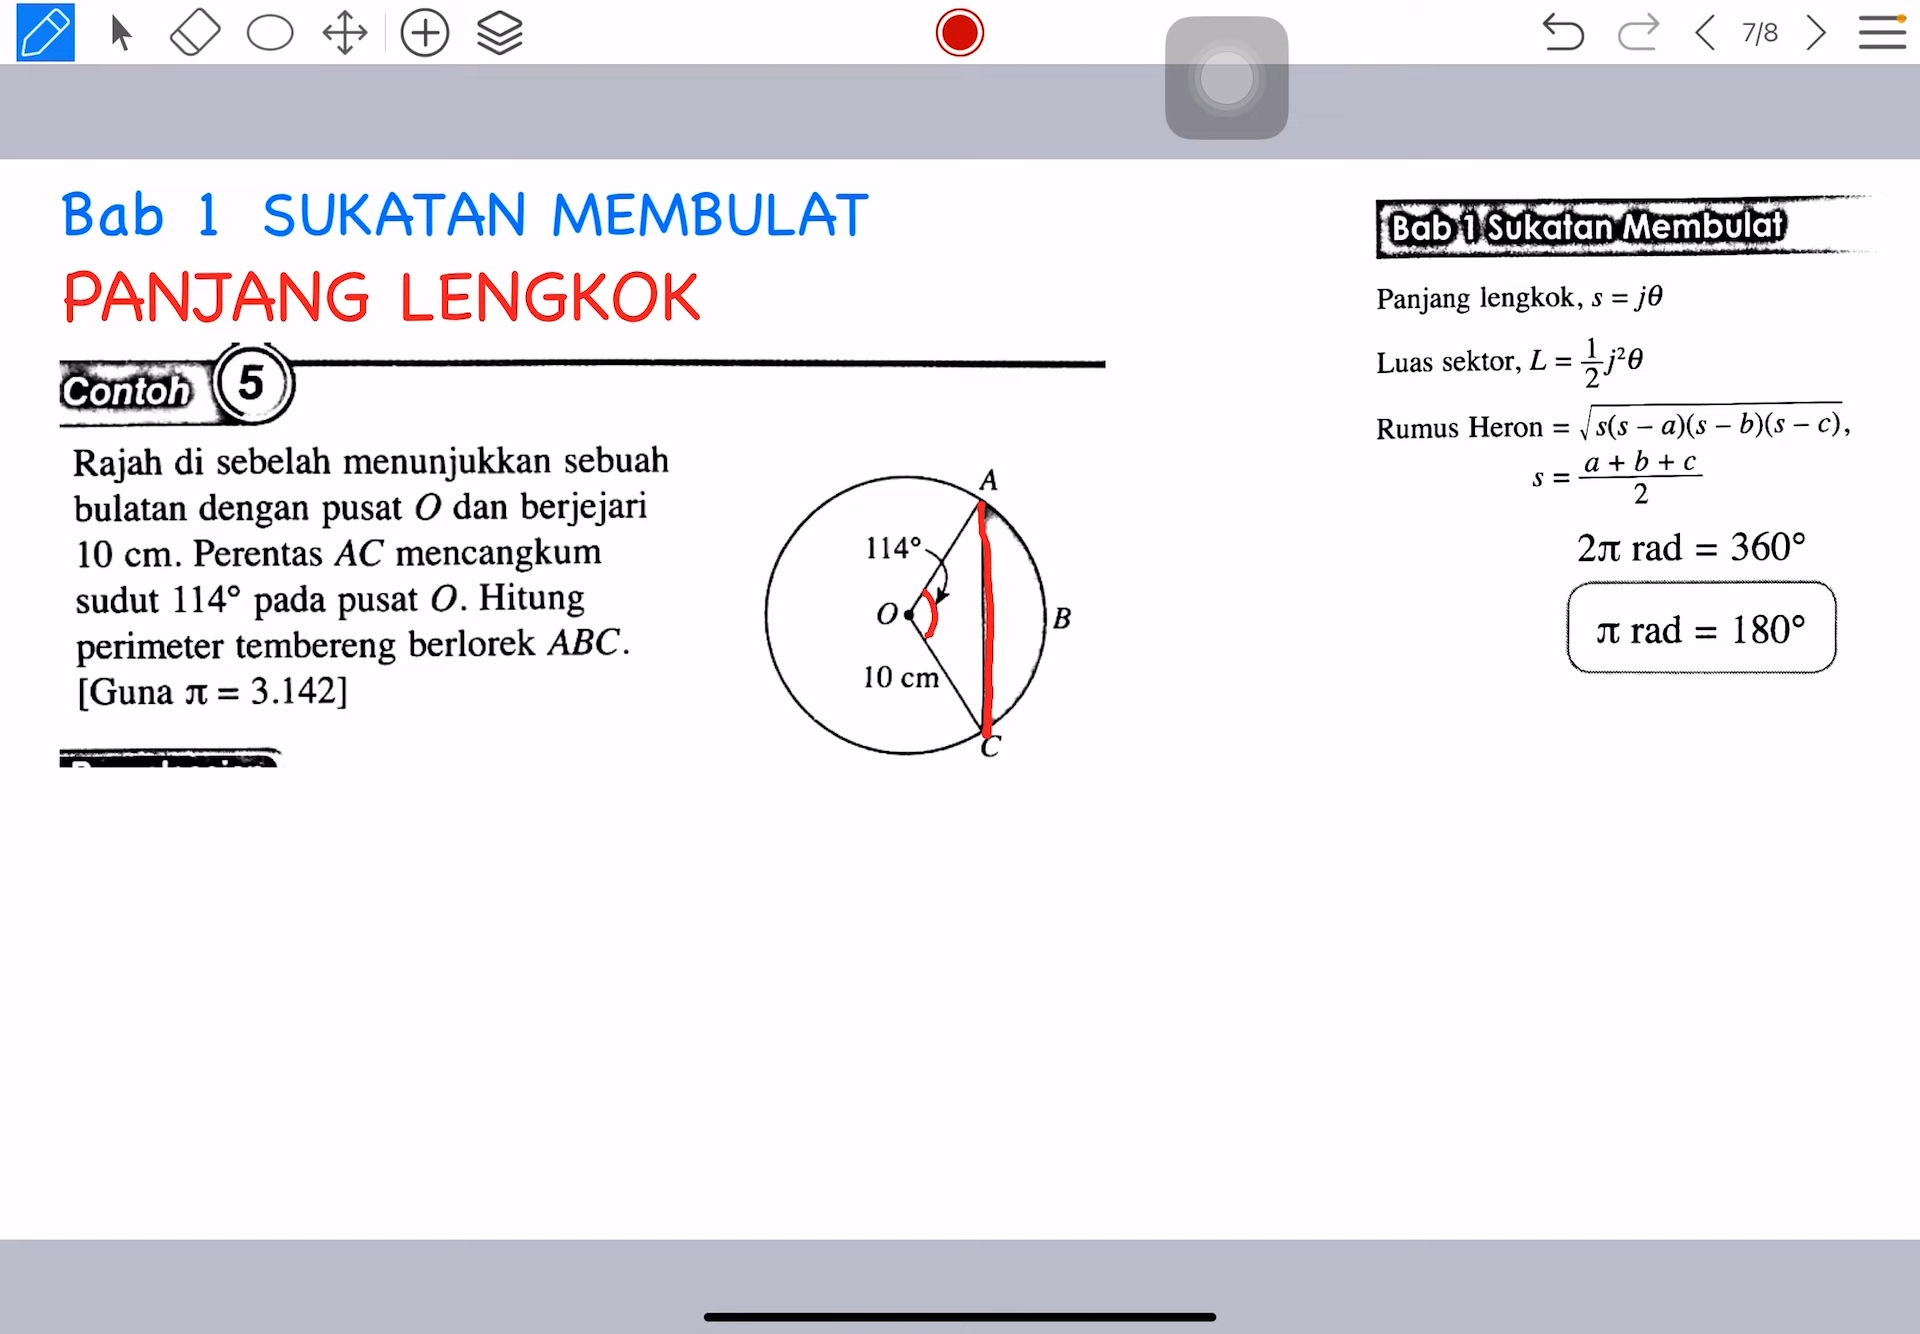 7/8
Bab 1 SUKATAN MEMBULAT
PANJANG LENGKOK
Contoh 5
Rajah di sebelah menunjukkan sebuah
bulatan dengan pusat O dan berjejari
10 cm. Perentas AC mencangkum
sudut 114° pada pusat O. Hitung
perimeter tembereng berlorek ABC.
[Guna π = 3.142]
A
114°
O
B
10 cm
C
Bab 1 Sukatan Membulat
Panjang lengkok, s = jθ
Luas sektor, L = 1/2 j²θ
Rumus Heron = √s(s – a)(s – b)(s – c),
s = a + b + c / 2
2π rad = 360°
π rad = 180°